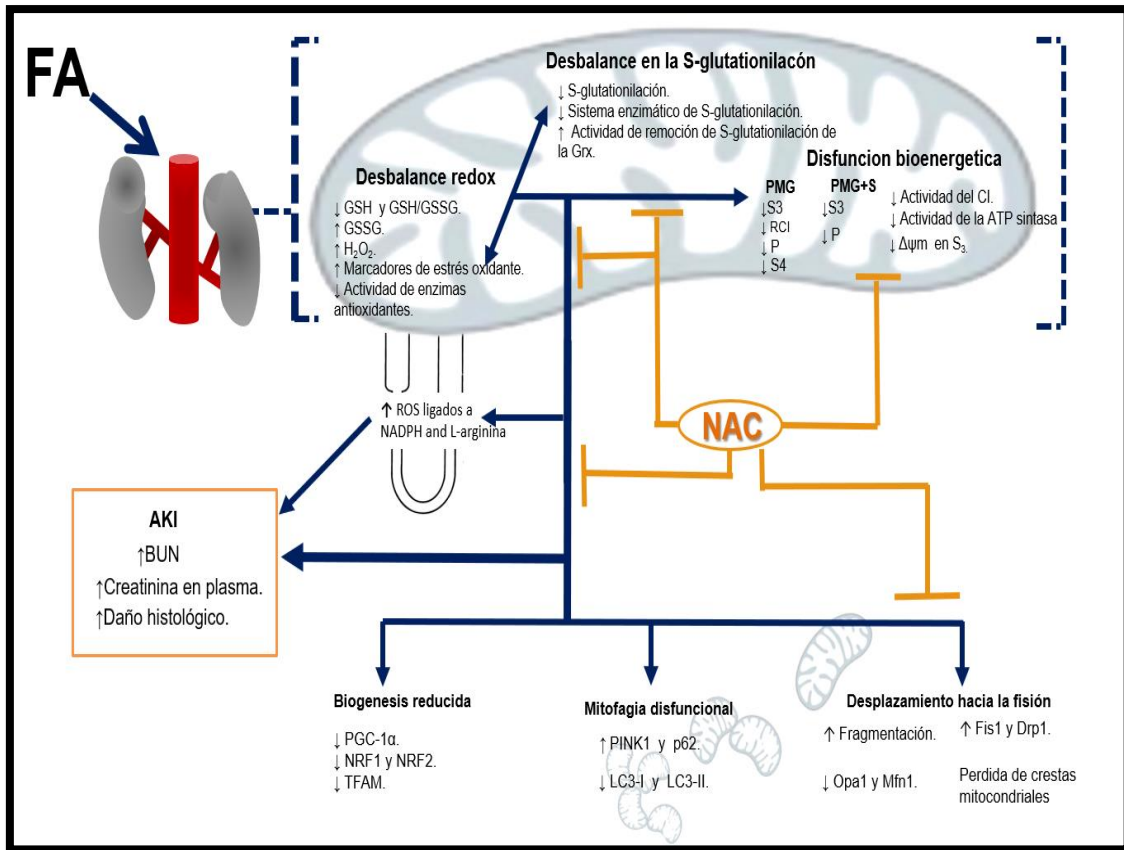 FA
Desbalance en la S-glutationilacón
↓ S-glutationilación.
↓ Sistema enzimático de S-glutationilación.
↑ Actividad de remoción de S-glutationilación de
la Grx.
Desbalance redox
↓ GSH y GSH/GSSG.
↑ GSSG.
↑ H₂O₂.
↑ Marcadores de estrés oxidante.
↓ Actividad de enzimas
antioxidantes.
Disfuncion bioenergetica
PMG
↓S3
↓RCI
↓P
↓S4
PMG+S
↓S3
↓P
↓ Actividad del CI.
↓ Actividad de la ATP sintasa
↓ Δψm en S₃.
↑ ROS ligados a
NADPH and L-arginina
NAC
AKI
↑BUN
↑Creatinina en plasma.
↑Daño histológico.
Biogenesis reducida
↓ PGC-1α.
↓ NRF1 y NRF2.
↓ TFAM.
Mitofagia disfuncional
↑ PINK1 y p62.
↓ LC3-I y LC3-II.
Desplazamiento hacia la fisión
↑ Fragmentación.
↑ Fis1 y Drp1.
↓ Opa1 y Mfn1.
Perdida de crestas
mitocondriales